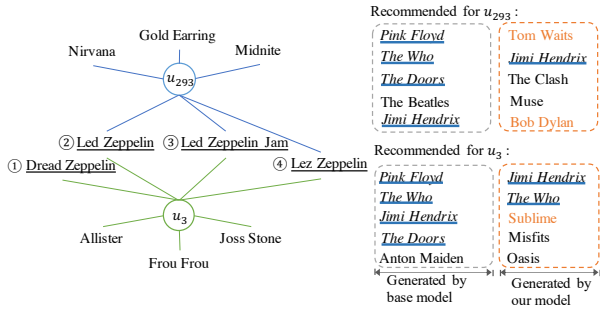 Gold Earring
Nirvana
Midnite
u293
② Led Zeppelin
③ Led Zeppelin Jam
① Dread Zeppelin
④ Lez Zeppelin
u3
Allister
Joss Stone
Frou Frou
Recommended for u293 :
Pink Floyd
The Who
The Doors
The Beatles
Jimi Hendrix
Tom Waits
Jimi Hendrix
The Clash
Muse
Bob Dylan
Recommended for u3 :
Pink Floyd
The Who
Jimi Hendrix
The Doors
Anton Maiden
Jimi Hendrix
The Who
Sublime
Misfits
Oasis
Generated by
base model
Generated by
our model